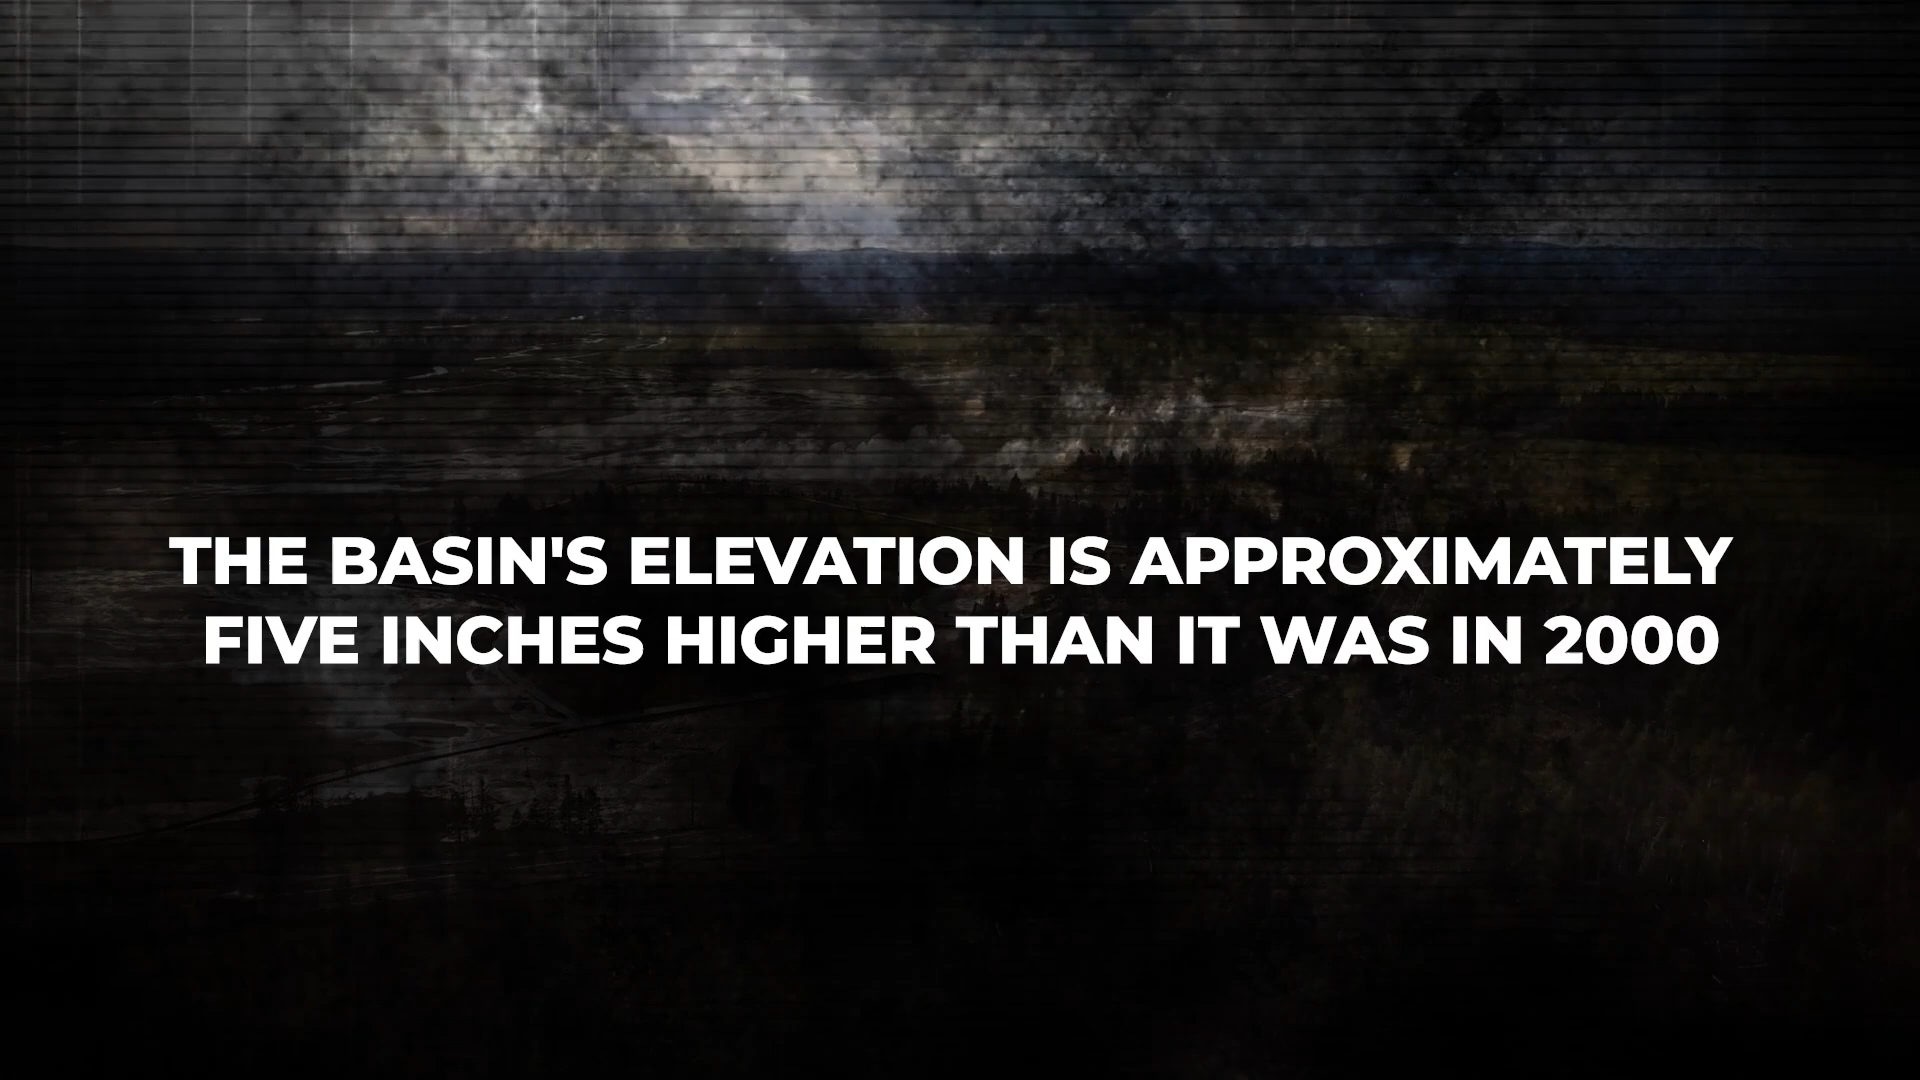 THE BASIN'S ELEVATION IS APPROXIMATELY
FIVE INCHES HIGHER THAN IT WAS IN 2000